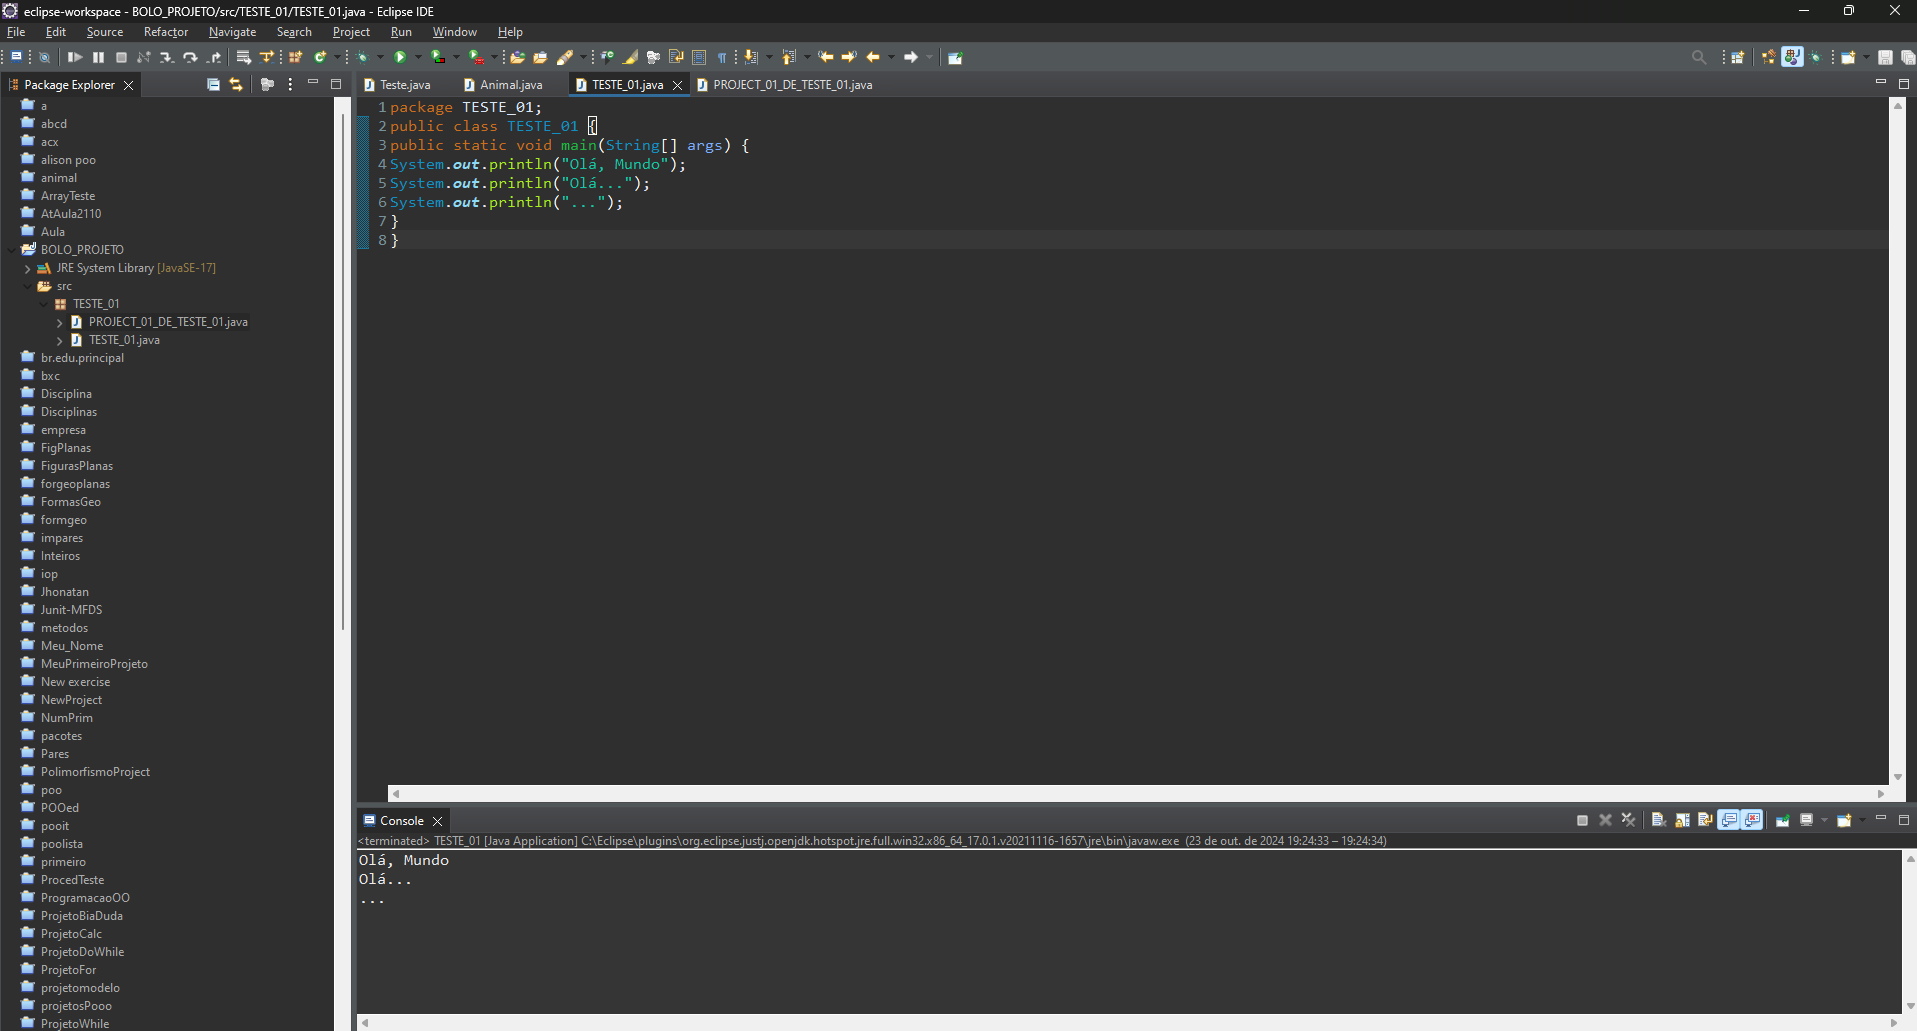 eclipse-workspace - BOLO_PROJETO/src/TESTE_01/TESTE_01.java - Eclipse IDE
File Edit Source Refactor Navigate Search Project Run Window Help
Package Explorer
a
abcd
acx
alison poo
animal
ArrayTeste
AtAula2110
Aula
BOLO_PROJETO
JRE System Library [JavaSE-17]
src
TESTE_01
PROJECT_01_DE_TESTE_01.java
TESTE_01.java
br.edu.principal
bxc
Disciplina
Disciplinas
empresa
FigPlanas
FigurasPlanas
forgeoplanas
FormasGeo
formgeo
impares
Inteiros
iop
Jhonatan
Junit-MFDS
metodos
Meu_Nome
MeuPrimeiroProjeto
New exercise
NewProject
NumPrim
pacotes
Pares
PolimorfismoProject
poo
POOed
pooit
poolista
primeiro
ProcedTeste
ProgramacaoOO
ProjetoBiaDuda
ProjetoCalc
ProjetoDoWhile
ProjetoFor
projetomodelo
projetosPooo
ProjetoWhile
Teste.java Animal.java TESTE_01.java PROJECT_01_DE_TESTE_01.java
1 package TESTE_01;
2 public class TESTE_01 {
3 public static void main(String[] args) {
4 System.out.println("Olá, Mundo");
5 System.out.println("Olá...");
6 System.out.println("...");
7 }
8 }
Console
<terminated> TESTE_01 [Java Application] C:\Eclipse\plugins\org.eclipse.justj.openjdk.hotspot.jre.full.win32.x86_64_17.0.1.v20211116-1657\jre\bin\javaw.exe (23 de out. de 2024 19:24:33 – 19:24:34)
Olá, Mundo
Olá...
...